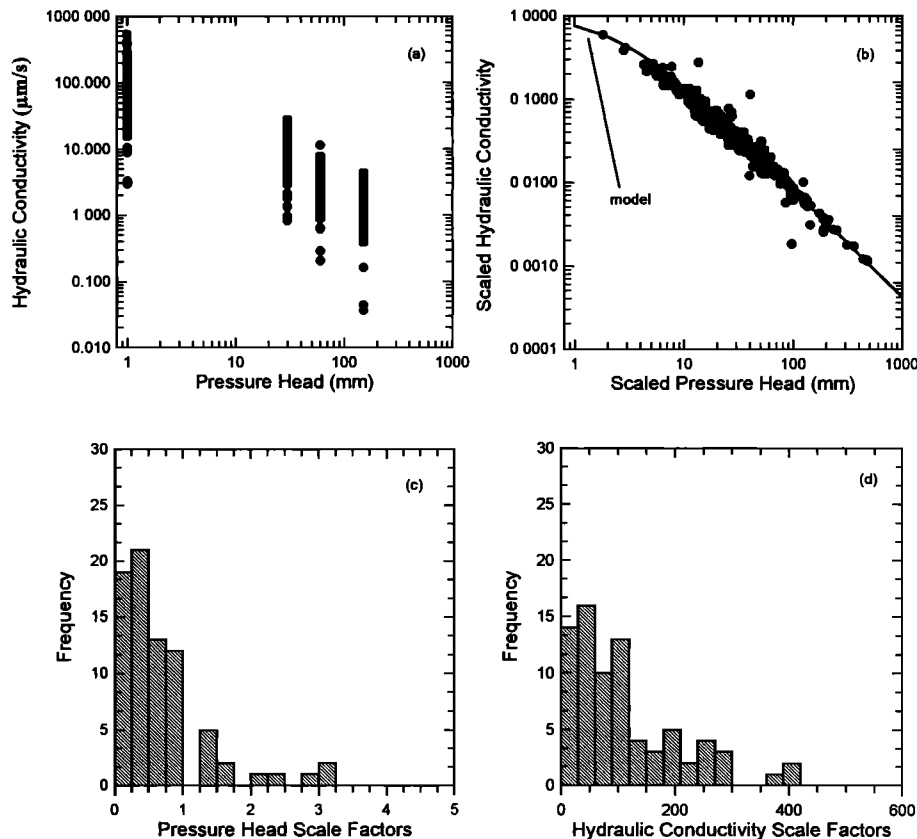 1000 000
100.000
10.000
1 000
0.100
0.010
Hydraulic Conductivity (μm/s)
(a)
1 10 100 1000
Pressure Head (mm)
1 0000
0.1000
0.0100
0 0010
0 0001
Scaled Hydraulic Conductivity
(b)
model
1 10 100 1000
Scaled Pressure Head (mm)
30
25
20
15
10
5
0
Frequency
(c)
0 1 2 3 4 5
Pressure Head Scale Factors
30
25
20
15
10
5
0
Frequency
(d)
0 200 400 600
Hydraulic Conductivity Scale Factors